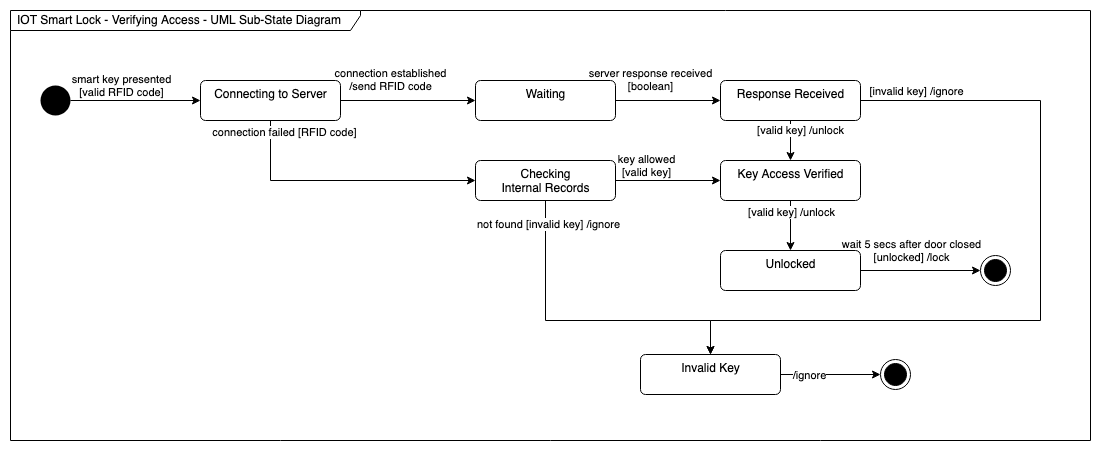 IOT Smart Lock - Verifying Access - UML Sub-State Diagram
smart key presented
[valid RFID code]
Connecting to Server
connection established
/send RFID code
Waiting
server response received
[boolean]
Response Received
[invalid key] /ignore
connection failed [RFID code]
[valid key] /unlock
Checking
Internal Records
key allowed
[valid key]
Key Access Verified
not found [invalid key] /ignore
[valid key] /unlock
Unlocked
wait 5 secs after door closed
[unlocked] /lock
Invalid Key
/ignore